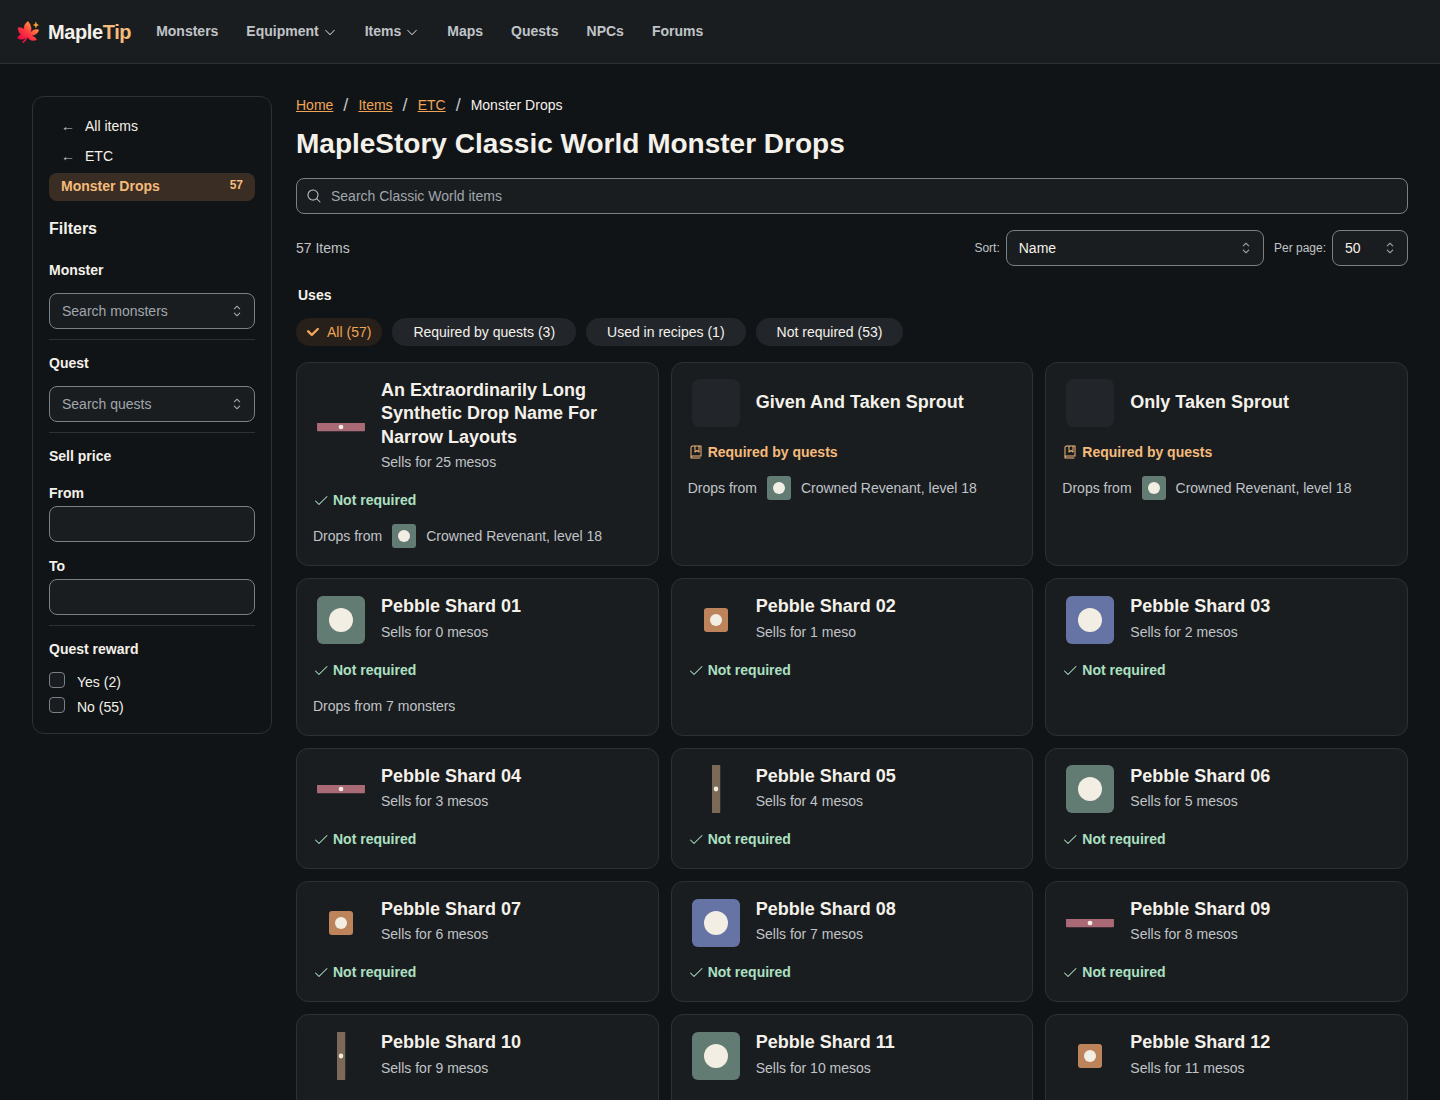 MapleTip
Monsters
Equipment
Items
Maps
Quests
NPCs
Forums
← All items
← ETC
Monster Drops 57
Filters
Monster
Search monsters
Quest
Search quests
Sell price
From
To
Quest reward
Yes (2)
No (55)
Home / Items / ETC / Monster Drops
MapleStory Classic World Monster Drops
Search Classic World items
57 Items
Sort: Name
Per page: 50
Uses
All (57)
Required by quests (3)
Used in recipes (1)
Not required (53)
An Extraordinarily Long
Synthetic Drop Name For
Narrow Layouts
Sells for 25 mesos
Not required
Drops from Crowned Revenant, level 18
Given And Taken Sprout
Required by quests
Drops from Crowned Revenant, level 18
Only Taken Sprout
Required by quests
Drops from Crowned Revenant, level 18
Pebble Shard 01
Sells for 0 mesos
Not required
Drops from 7 monsters
Pebble Shard 02
Sells for 1 meso
Not required
Pebble Shard 03
Sells for 2 mesos
Not required
Pebble Shard 04
Sells for 3 mesos
Not required
Pebble Shard 05
Sells for 4 mesos
Not required
Pebble Shard 06
Sells for 5 mesos
Not required
Pebble Shard 07
Sells for 6 mesos
Not required
Pebble Shard 08
Sells for 7 mesos
Not required
Pebble Shard 09
Sells for 8 mesos
Not required
Pebble Shard 10
Sells for 9 mesos
Pebble Shard 11
Sells for 10 mesos
Pebble Shard 12
Sells for 11 mesos